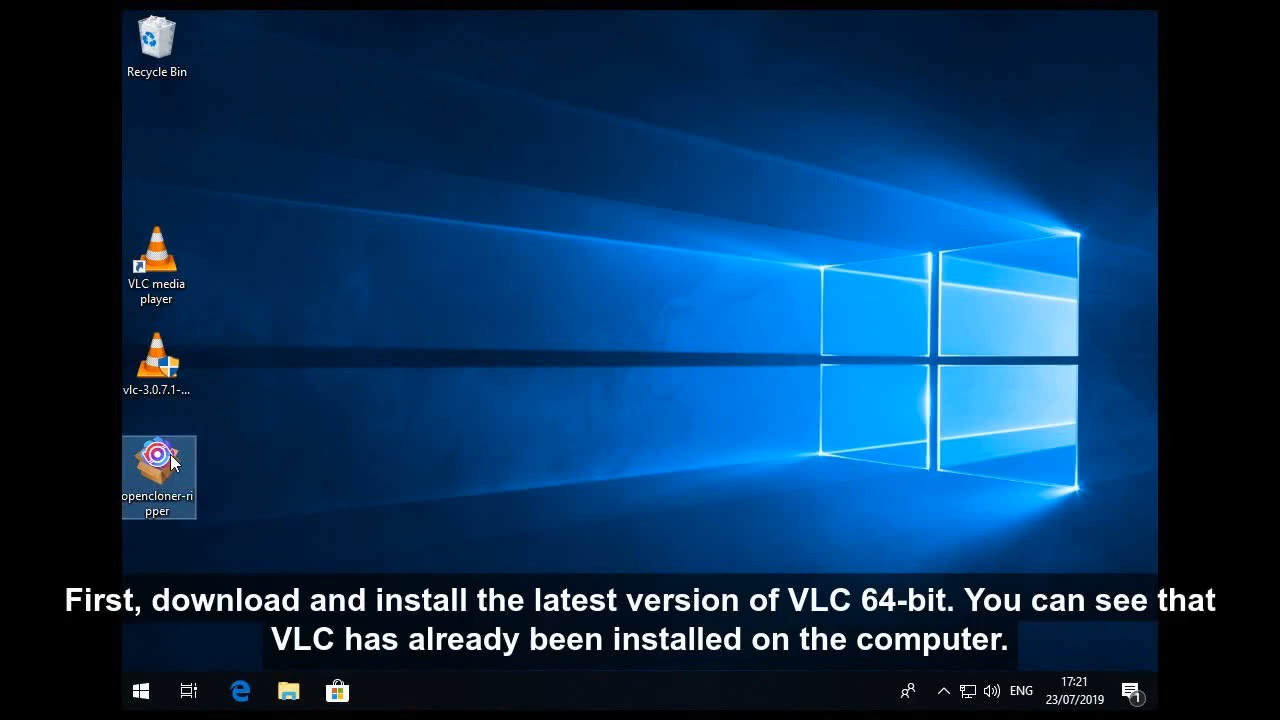 Recycle Bin
VLC media
player
vlc-3.0.7.1-...
opencloner-ri
pper
First, download and install the latest version of VLC 64-bit. You can see that
VLC has already been installed on the computer.
ENG
17:21
23/07/2019
1